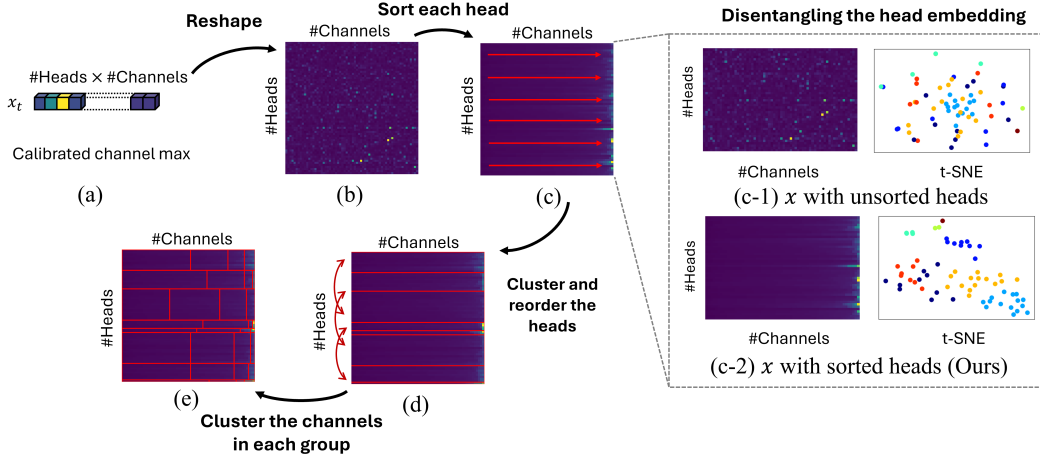 Reshape
Sort each head
Disentangling the head embedding
#Channels
#Channels
#Heads × #Channels
x_t
#Heads
#Heads
#Heads
Calibrated channel max
(a)
(b)
(c)
#Channels
t-SNE
(c-1) x with unsorted heads
#Channels
#Channels
Cluster and
reorder the
heads
#Heads
#Heads
#Heads
#Channels
t-SNE
(c-2) x with sorted heads (Ours)
(e)
(d)
Cluster the channels
in each group